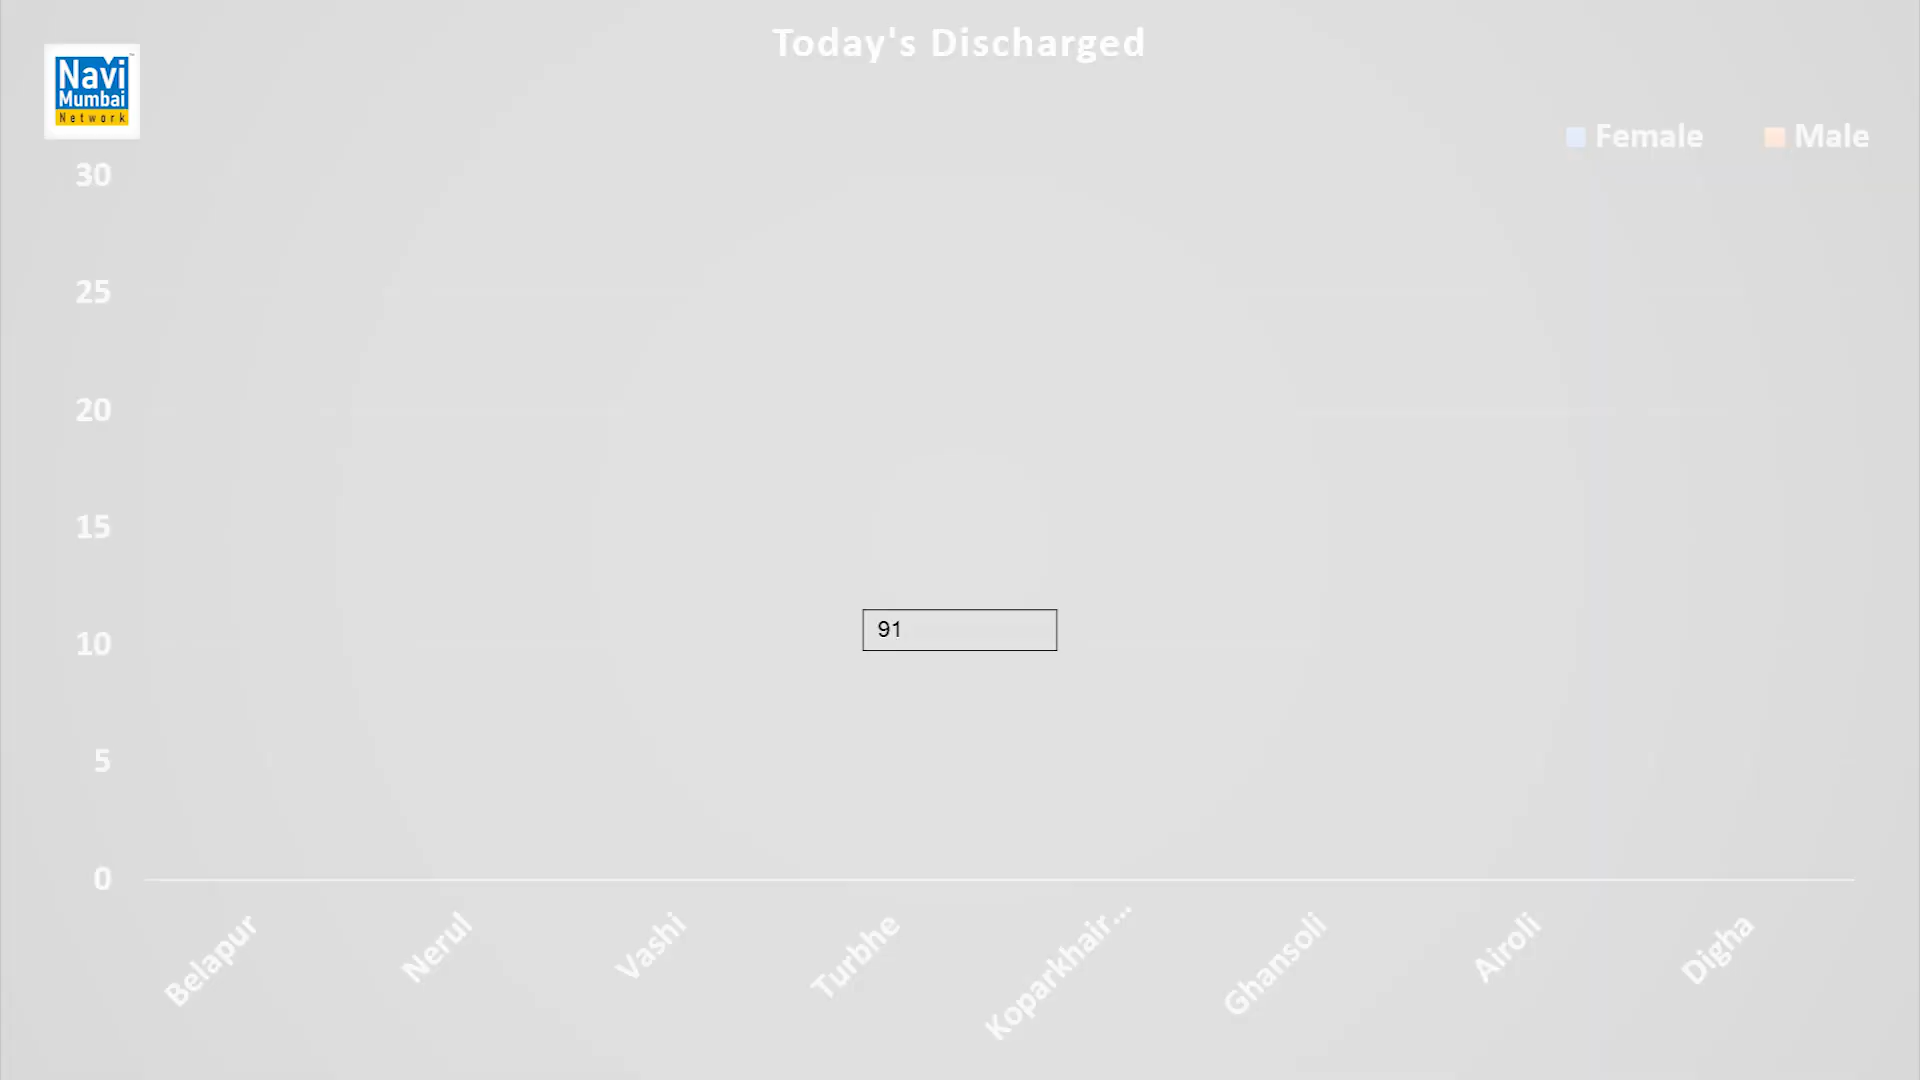 Today's Discharged
Navi
Mumbai
Network
Female
Male
30
25
20
15
10
5
0
91
Belapur
Nerul
Vashi
Turbhe
Koparkhair...
Ghansoli
Airoli
Digha